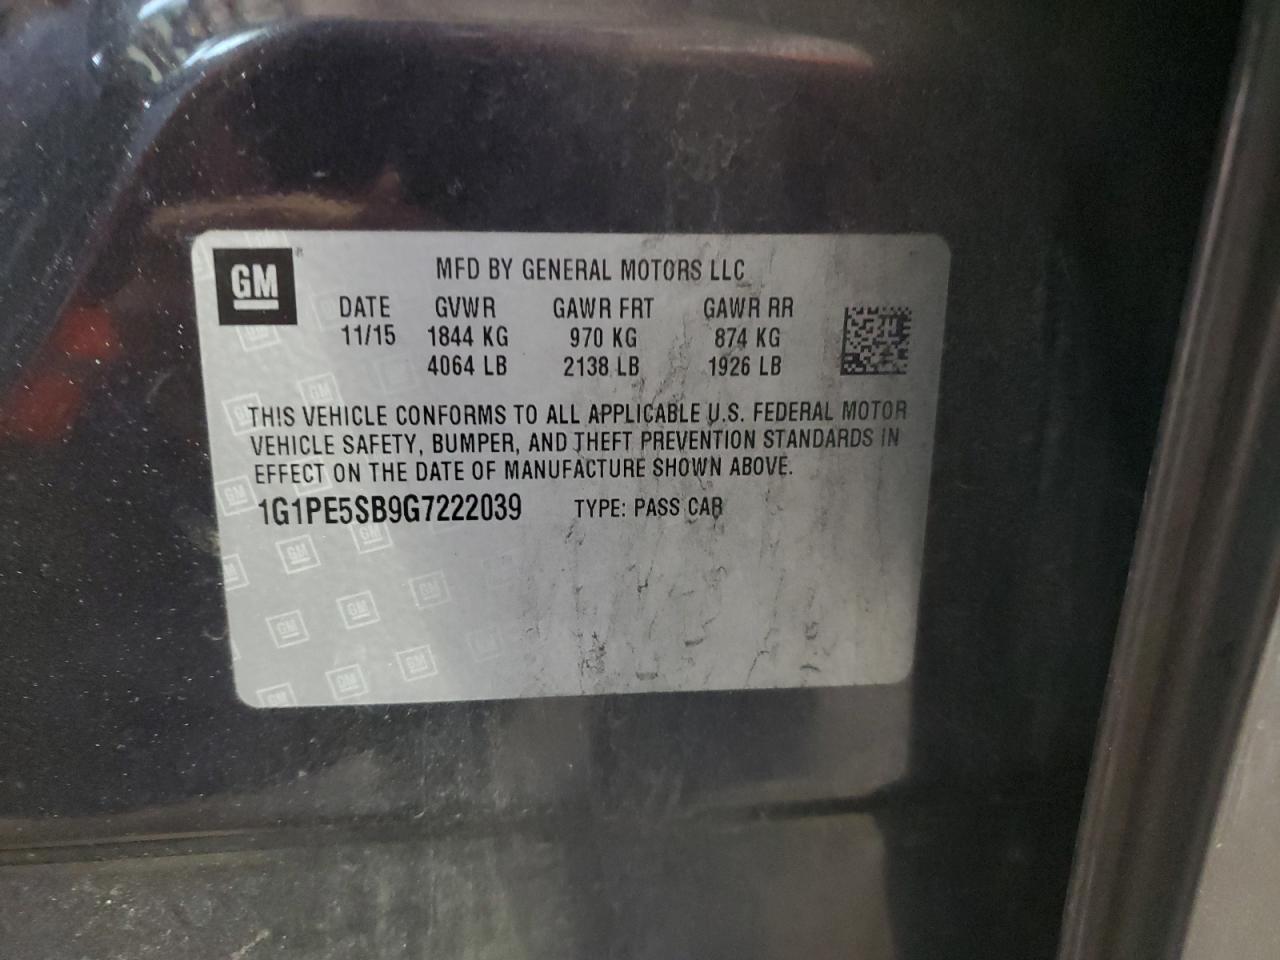 GM
MFD BY GENERAL MOTORS LLC
DATE GVWR GAWR FRT GAWR RR
11/15 1844 KG 970 KG 874 KG
4064 LB 2138 LB 1926 LB
THIS VEHICLE CONFORMS TO ALL APPLICABLE U.S. FEDERAL MOTOR
VEHICLE SAFETY, BUMPER, AND THEFT PREVENTION STANDARDS IN
EFFECT ON THE DATE OF MANUFACTURE SHOWN ABOVE.
1G1PE5SB9G7222039 TYPE: PASS CAR